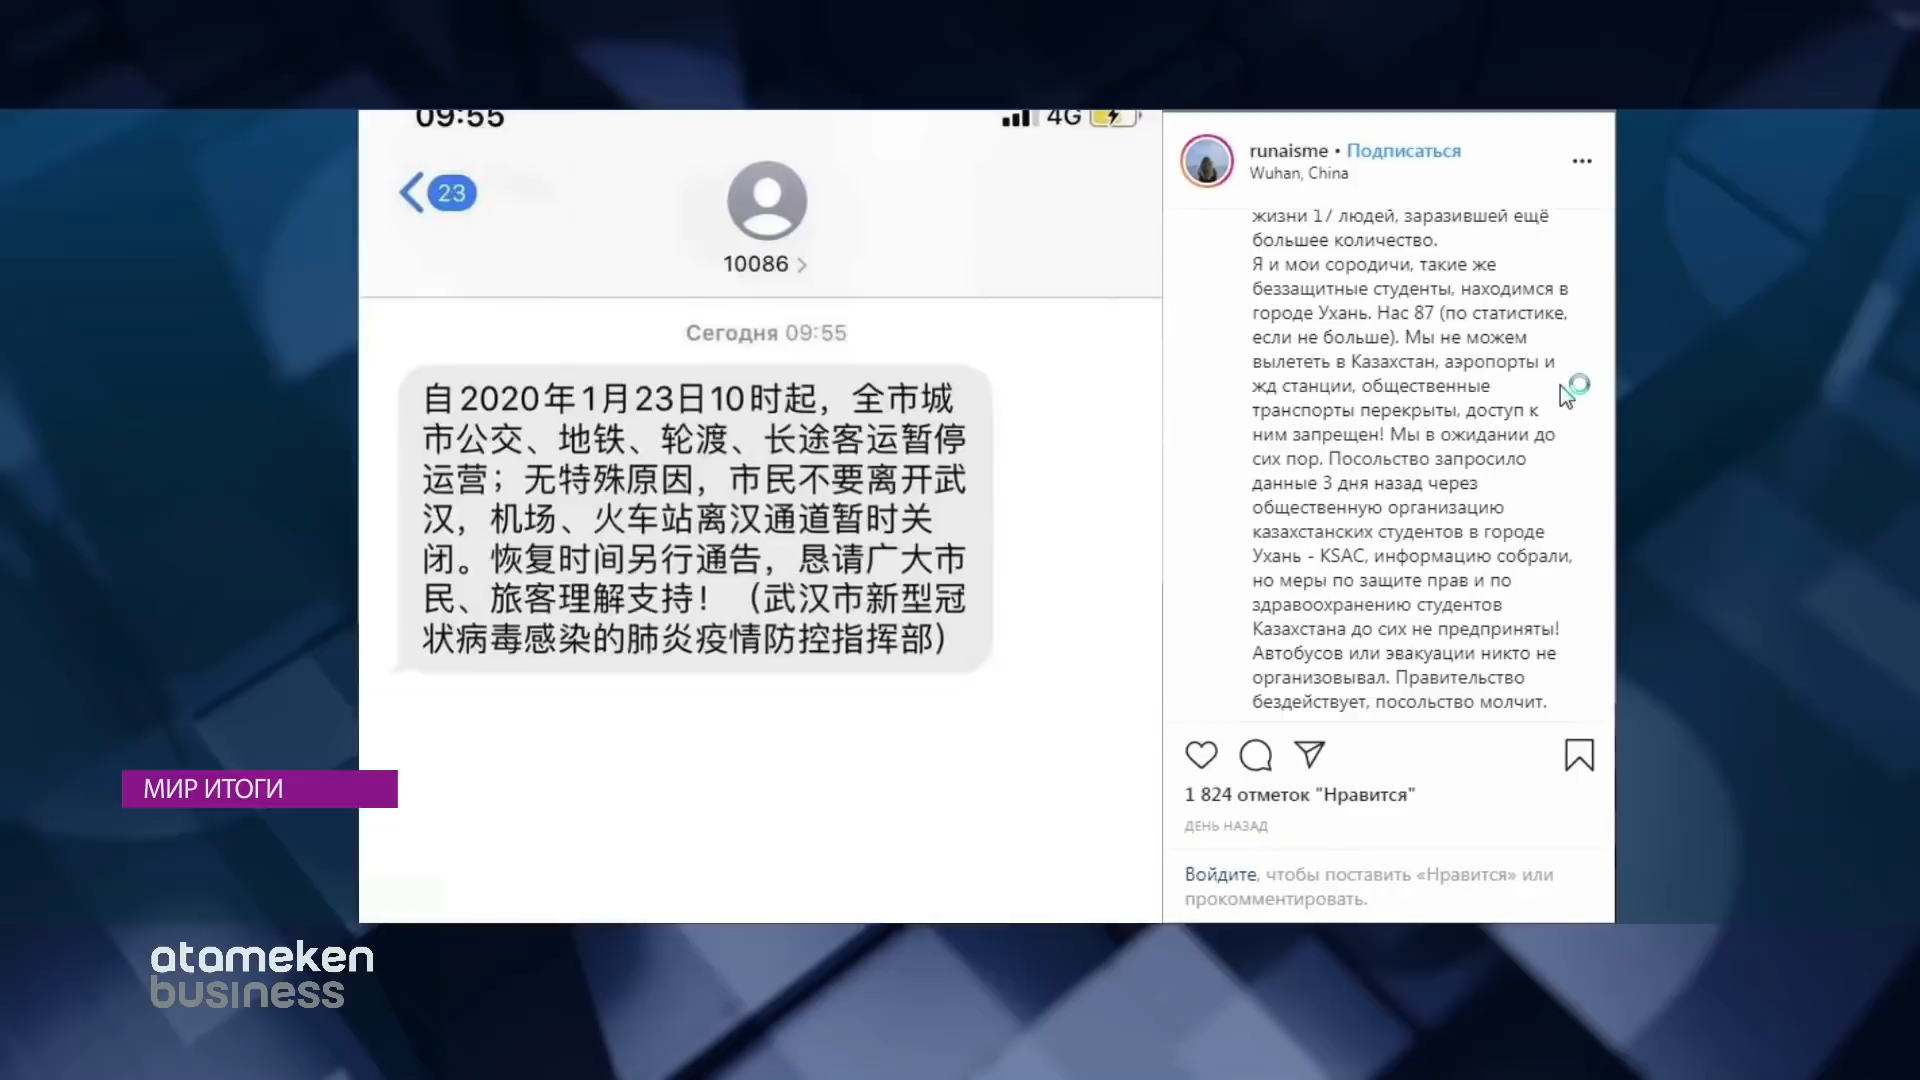 09:55
4G
23
10086
Сегодня 09:55
自2020年1月23日10时起，全市城
市公交、地铁、轮渡、长途客运暂停
运营；无特殊原因，市民不要离开武
汉，机场、火车站离汉通道暂时关
闭。恢复时间另行通告，恳请广大市
民、旅客理解支持！（武汉市新型冠
状病毒感染的肺炎疫情防控指挥部）
runaisme • Подписаться
Wuhan, China
жизни 17 людей, заразившей ещё
большее количество.
Я и мои сородичи, такие же
беззащитные студенты, находимся в
городе Ухань. Нас 87 (по статистике,
если не больше). Мы не можем
вылететь в Казахстан, аэропорты и
жд станции, общественные
транспорты перекрыты, доступ к
ним запрещен! Мы в ожидании до
сих пор. Посольство запросило
данные 3 дня назад через
общественную организацию
казахстанских студентов в городе
Ухань - KSAC, информацию собрали,
но меры по защите прав и по
здравоохранению студентов
Казахстана до сих не предприняты!
Автобусов или эвакуации никто не
организовывал. Правительство
бездействует, посольство молчит.
1 824 отметок "Нравится"
ДЕНЬ НАЗАД
Войдите, чтобы поставить «Нравится» или
прокомментировать.
МИР ИТОГИ
atameken
business